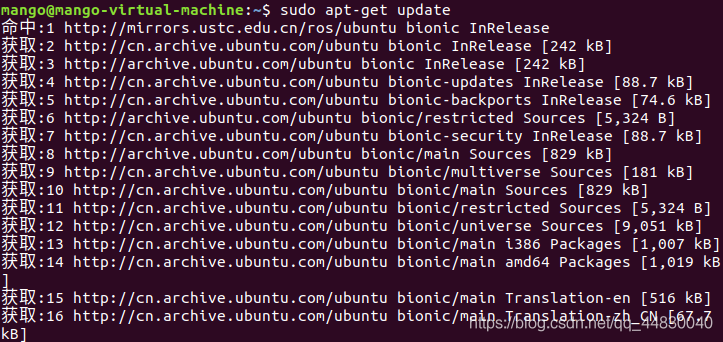 mango@mango-virtual-machine:~$ sudo apt-get update
命中:1 http://mirrors.ustc.edu.cn/ros/ubuntu bionic InRelease
获取:2 http://cn.archive.ubuntu.com/ubuntu bionic InRelease [242 kB]
获取:3 http://archive.ubuntu.com/ubuntu bionic InRelease [242 kB]
获取:4 http://cn.archive.ubuntu.com/ubuntu bionic-updates InRelease [88.7 kB]
获取:5 http://cn.archive.ubuntu.com/ubuntu bionic-backports InRelease [74.6 kB]
获取:6 http://archive.ubuntu.com/ubuntu bionic/restricted Sources [5,324 B]
获取:7 http://cn.archive.ubuntu.com/ubuntu bionic-security InRelease [88.7 kB]
获取:8 http://archive.ubuntu.com/ubuntu bionic/main Sources [829 kB]
获取:9 http://cn.archive.ubuntu.com/ubuntu bionic/multiverse Sources [181 kB]
获取:10 http://cn.archive.ubuntu.com/ubuntu bionic/main Sources [829 kB]
获取:11 http://cn.archive.ubuntu.com/ubuntu bionic/restricted Sources [5,324 B]
获取:12 http://cn.archive.ubuntu.com/ubuntu bionic/universe Sources [9,051 kB]
获取:13 http://cn.archive.ubuntu.com/ubuntu bionic/main i386 Packages [1,007 kB]
获取:14 http://cn.archive.ubuntu.com/ubuntu bionic/main amd64 Packages [1,019 kB
]
获取:15 http://cn.archive.ubuntu.com/ubuntu bionic/main Translation-en [516 kB]
获取:16 http://cn.archive.ubuntu.com/ubuntu bionic/main Translation-zh_CN [67.7
kB]
https://blog.csdn.net/qq_44830040